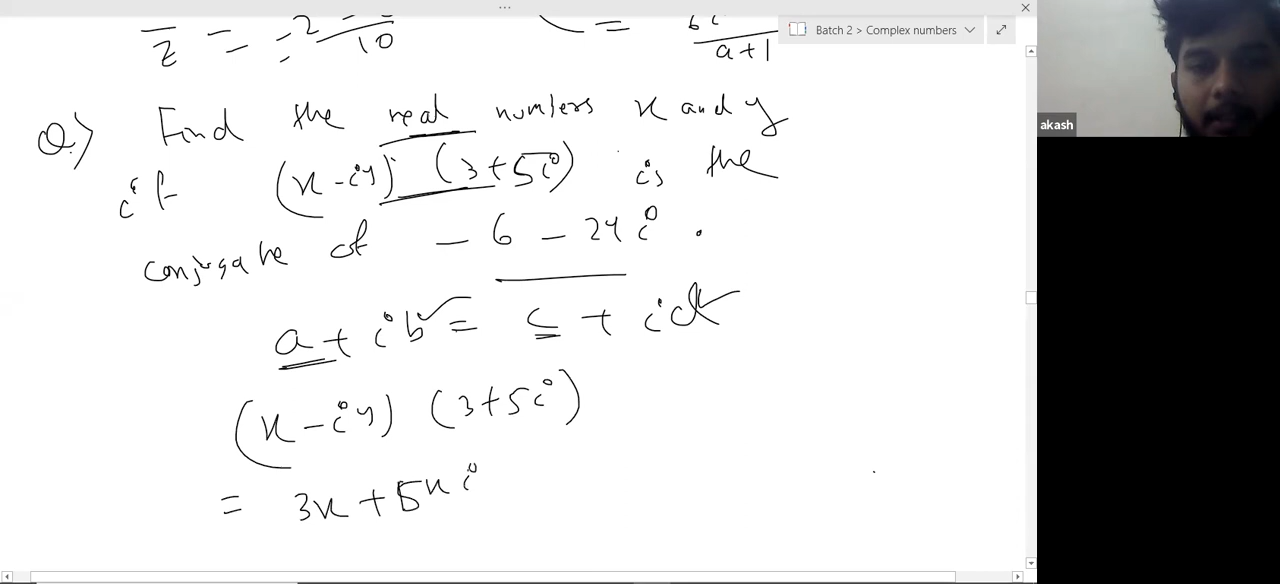 Batch 2 > Complex numbers
akash
Q.) Find the real numbers x and y
if (x - iy) (3 + 5i) is the
conjugate of - 6 - 24i.
a + ib = c + id
(x - iy) (3 + 5i)
= 3x + 5xi